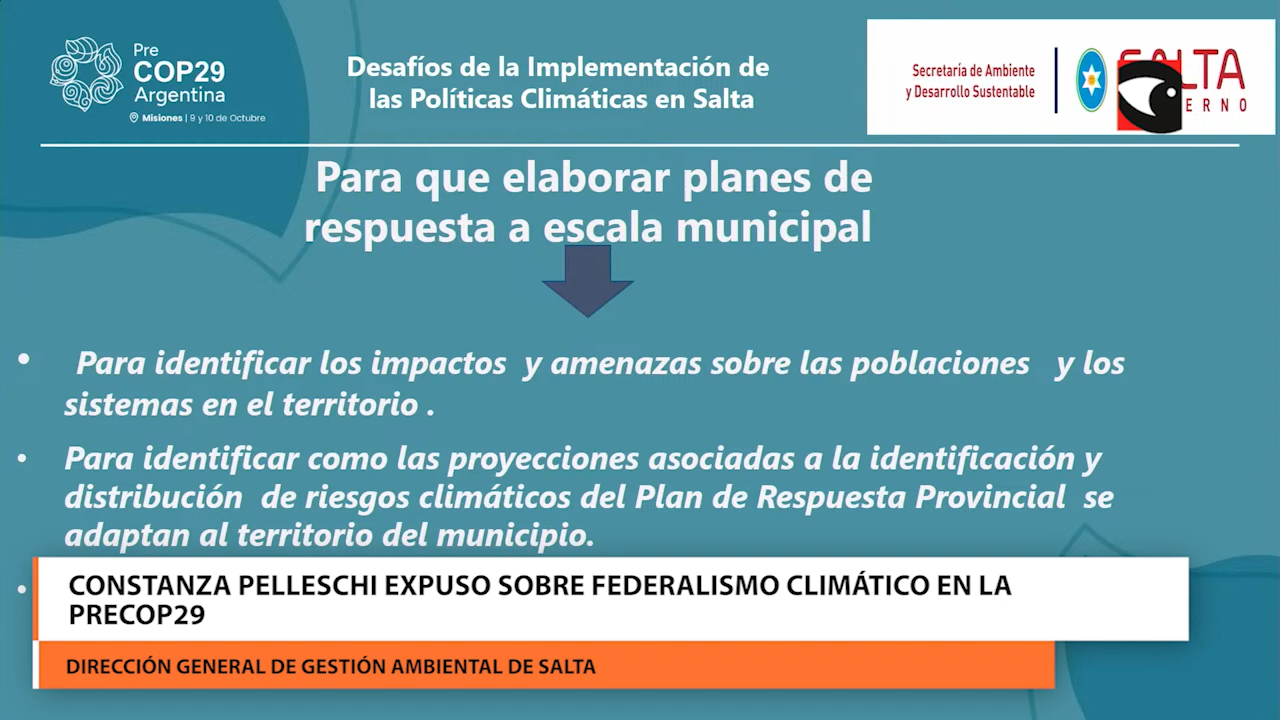 Pre
COP29
Argentina
Misiones | 9 y 10 de Octubre
Desafíos de la Implementación de
las Políticas Climáticas en Salta
Secretaría de Ambiente
y Desarrollo Sustentable
Para que elaborar planes de
respuesta a escala municipal
• Para identificar los impactos y amenazas sobre las poblaciones y los
sistemas en el territorio .
• Para identificar como las proyecciones asociadas a la identificación y
distribución de riesgos climáticos del Plan de Respuesta Provincial se
adaptan al territorio del municipio.
•
CONSTANZA PELLESCHI EXPUSO SOBRE FEDERALISMO CLIMÁTICO EN LA
PRECOP29
DIRECCIÓN GENERAL DE GESTIÓN AMBIENTAL DE SALTA